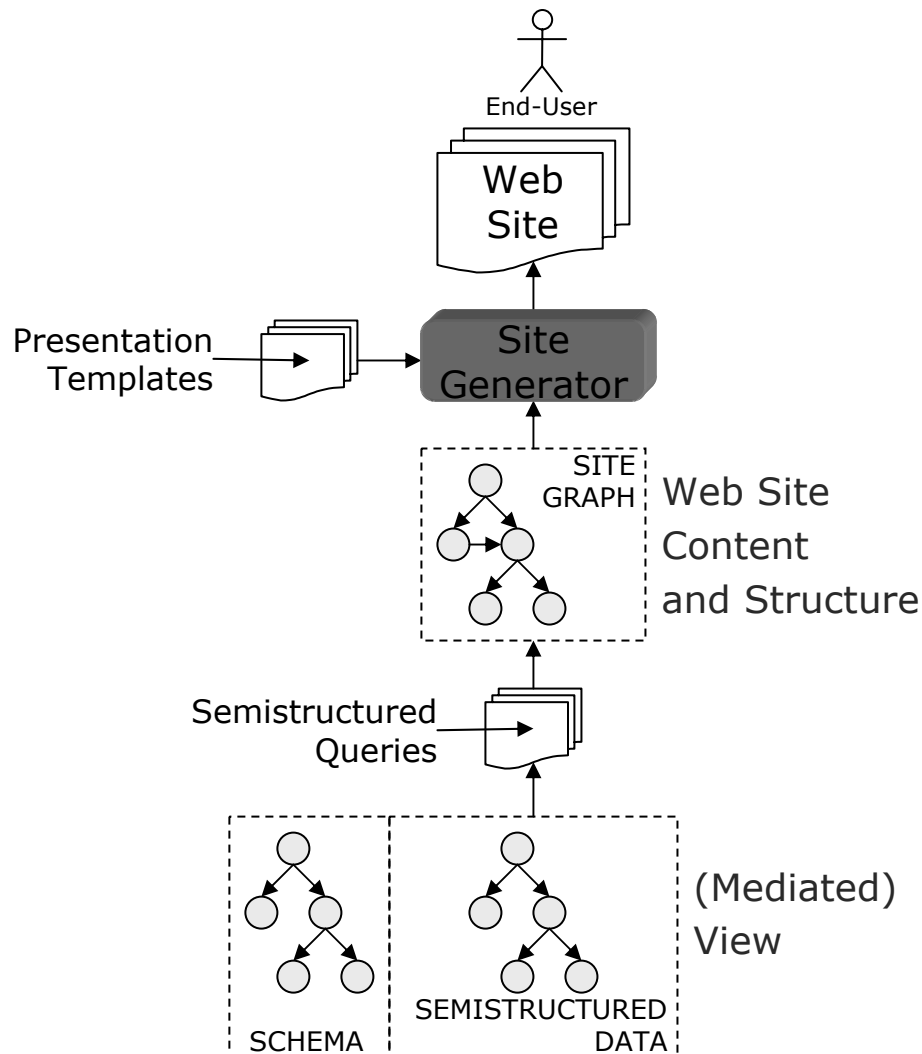 End-User
Web
Site
Presentation
Templates
Site
Generator
SITE
GRAPH
Web Site
Content
and Structure
Semistructured
Queries
(Mediated)
View
SEMISTRUCTURED
DATA
SCHEMA